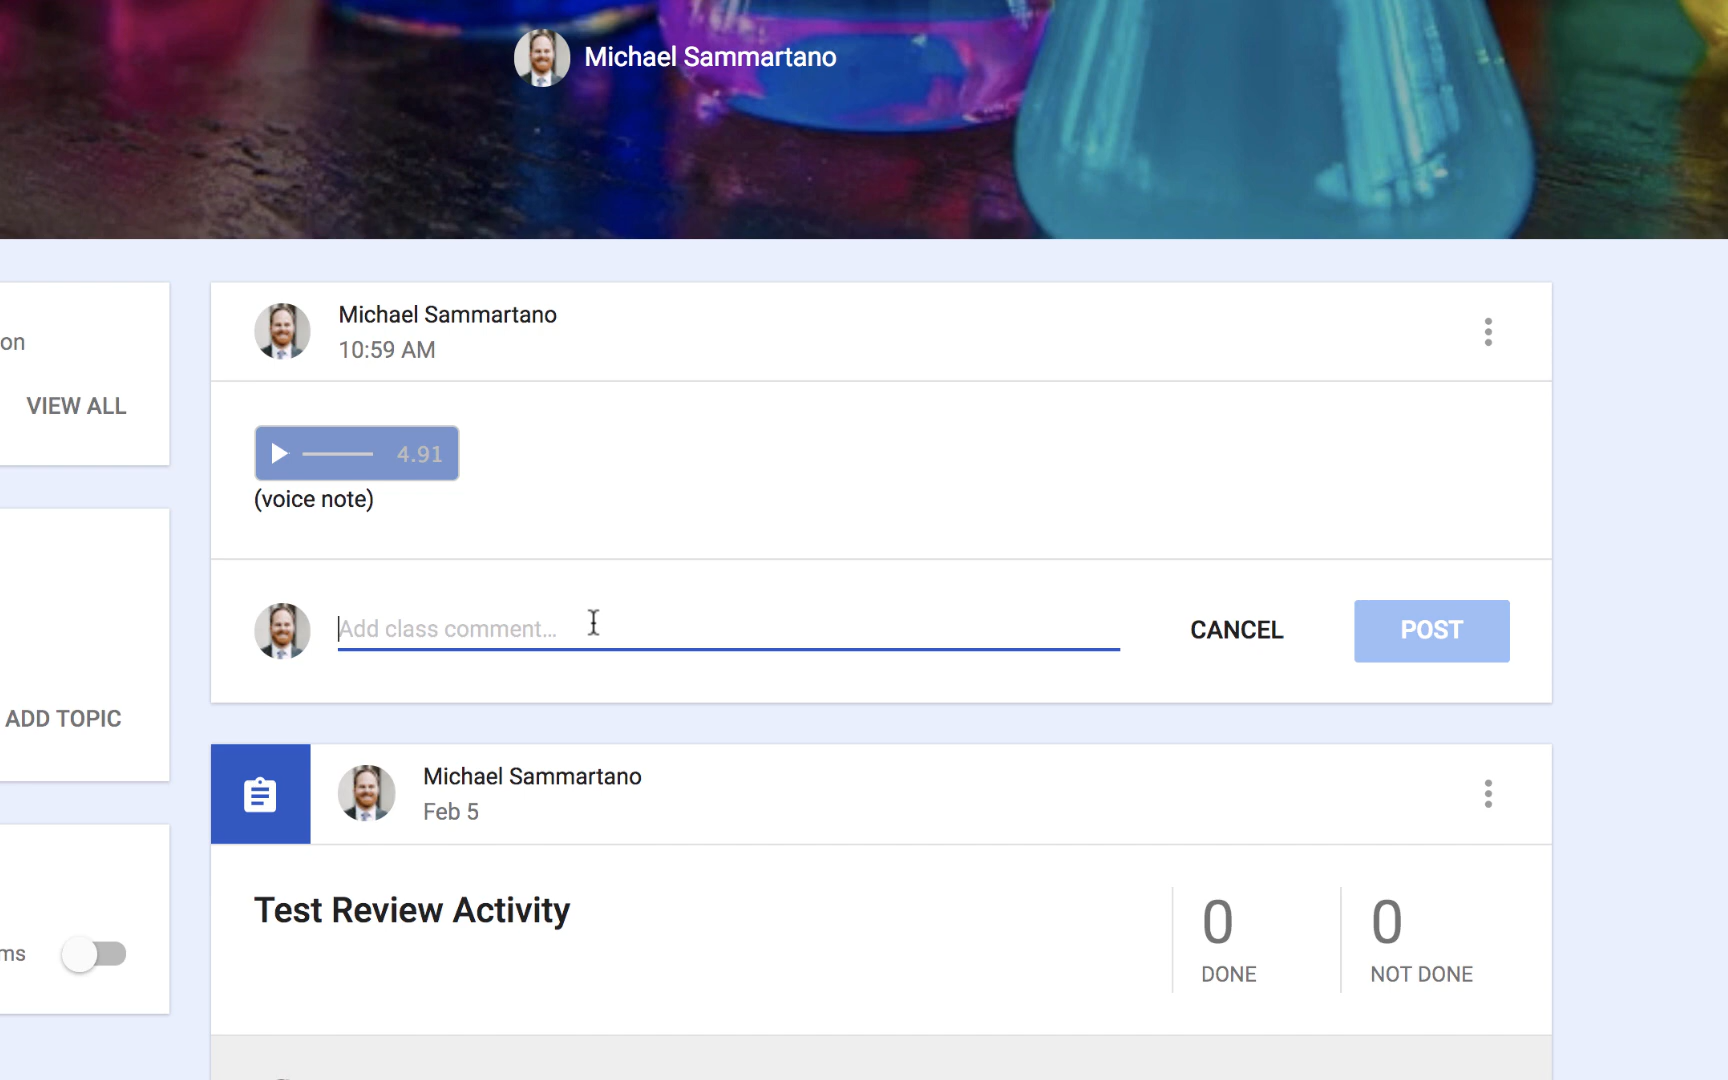 Michael Sammartano
on
VIEW ALL
ADD TOPIC
ms
Michael Sammartano
10:59 AM
4.91
(voice note)
Add class comment...
CANCEL
POST
Michael Sammartano
Feb 5
Test Review Activity
0
DONE
0
NOT DONE